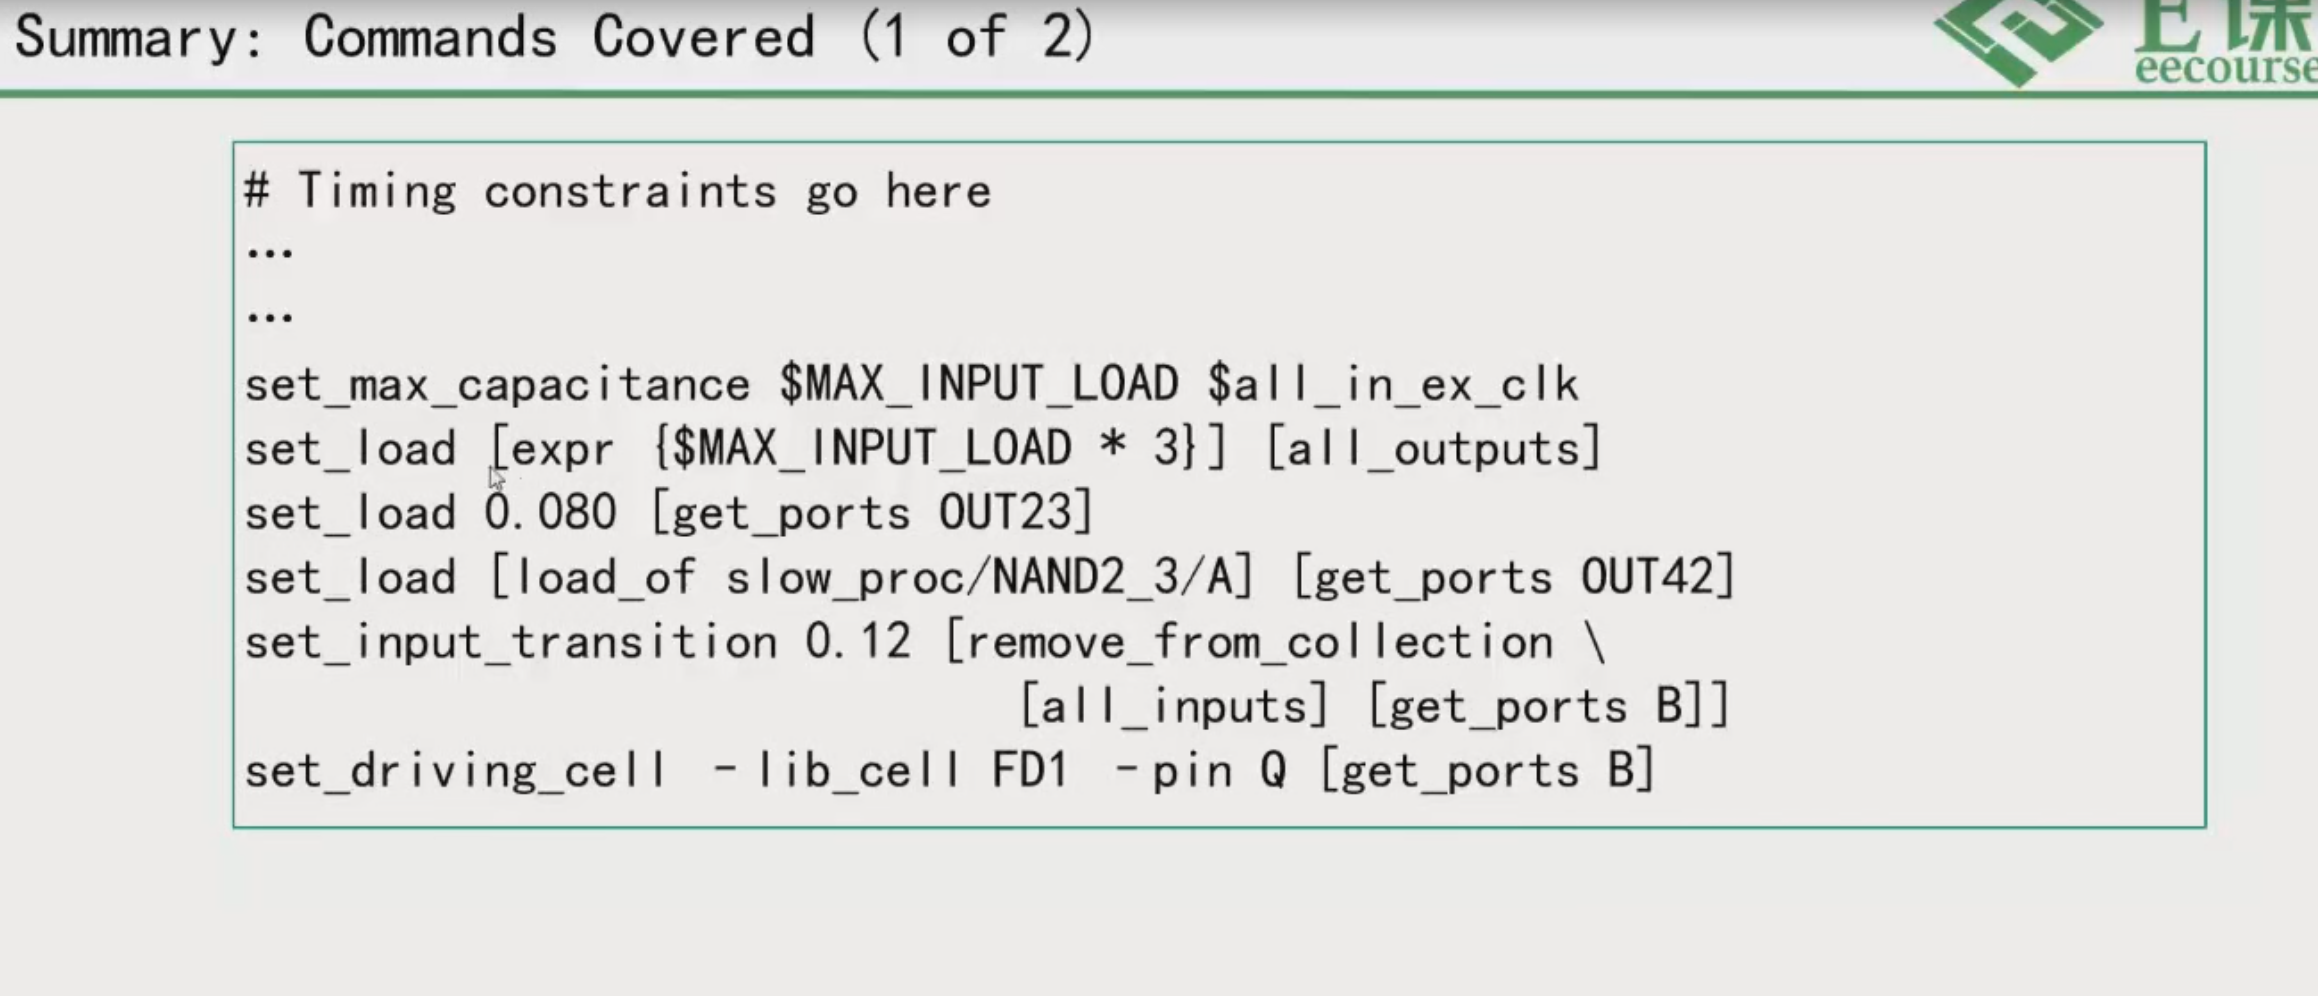 Summary: Commands Covered (1 of 2)
E课
eecourse
# Timing constraints go here
...
...
set_max_capacitance $MAX_INPUT_LOAD $all_in_ex_clk
set_load [expr {$MAX_INPUT_LOAD * 3}] [all_outputs]
set_load 0.080 [get_ports OUT23]
set_load [load_of slow_proc/NAND2_3/A] [get_ports OUT42]
set_input_transition 0.12 [remove_from_collection \
[all_inputs] [get_ports B]]
set_driving_cell -lib_cell FD1 -pin Q [get_ports B]